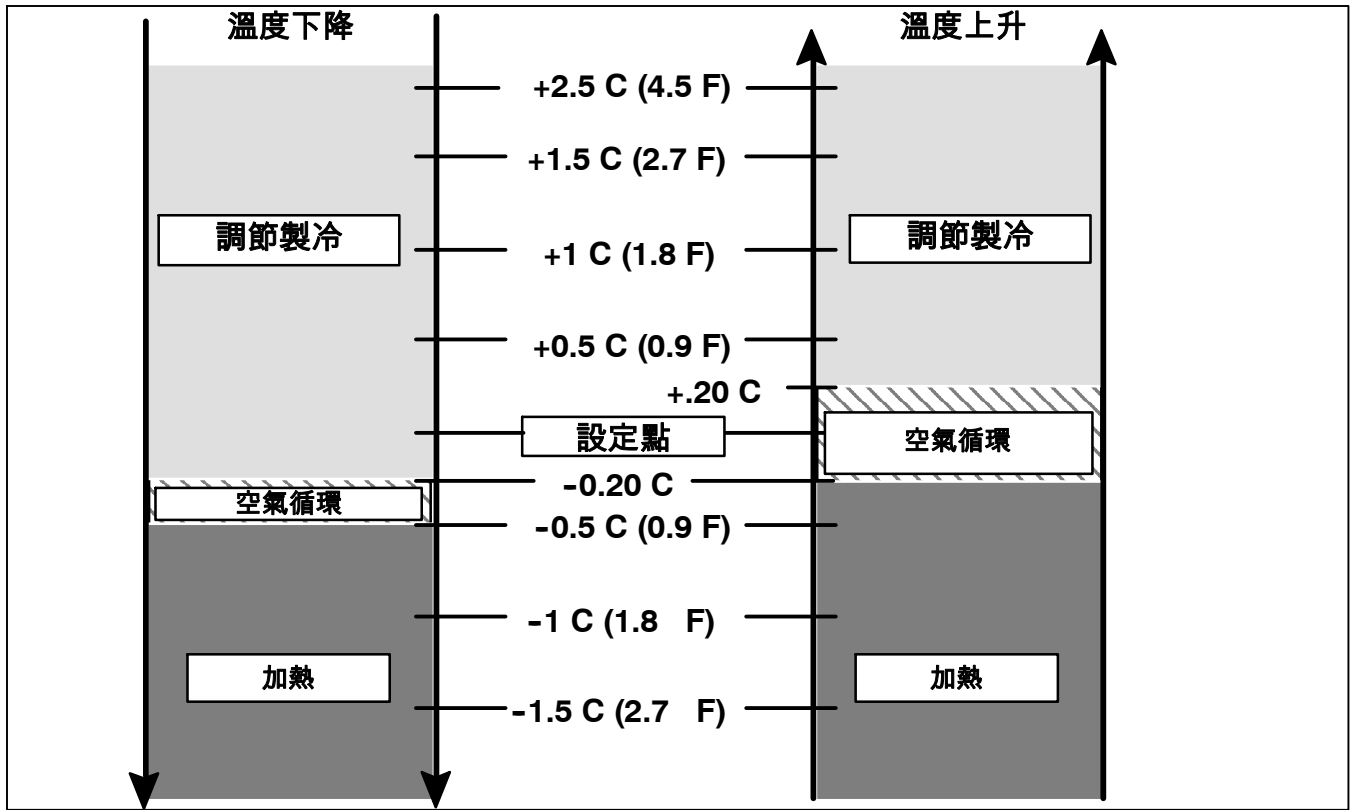 溫度下降
溫度上升
+2.5 C (4.5 F)
+1.5 C (2.7 F)
調節製冷
調節製冷
+1 C (1.8 F)
+0.5 C (0.9 F)
+.20 C
設定點
空氣循環
-0.20 C
空氣循環
-0.5 C (0.9 F)
-1 C (1.8 F)
加熱
加熱
-1.5 C (2.7 F)